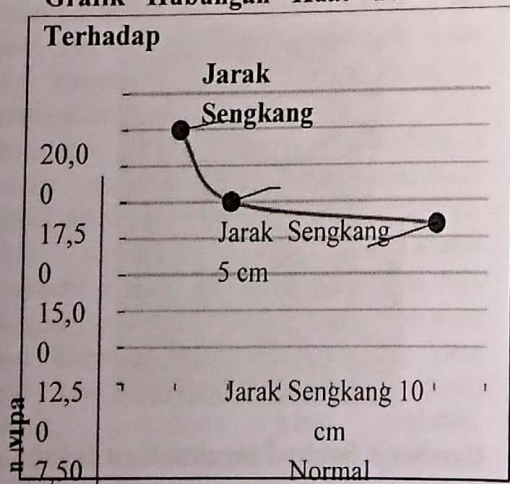 Terhadap
Jarak
Sengkang
20,0
0
Jarak Sengkang
17,5
0
5 cm
15,0
0
Jarak Sengkang 10
12,5
0
cm
7,50
Normal
Mpa